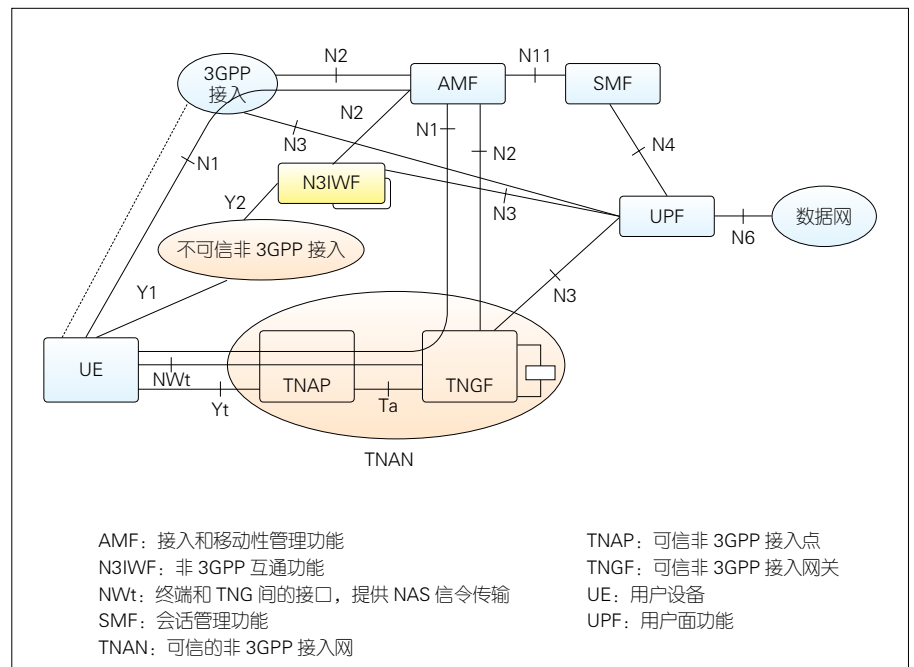 N2
N11
3GPP
接入
AMF
SMF
N2
N1
N3
N2
N1
N4
N3IWF
Y2
N3
UPF
数据网
N6
不可信非 3GPP 接入
Y1
N3
UE
TNAP
TNGF
NWt
Yt
Ta
TNAN
AMF：接入和移动性管理功能
N3IWF：非 3GPP 互通功能
NWt：终端和 TNG 间的接口，提供 NAS 信令传输
SMF：会话管理功能
TNAN：可信的非 3GPP 接入网
TNAP：可信非 3GPP 接入点
TNGF：可信非 3GPP 接入网关
UE：用户设备
UPF：用户面功能